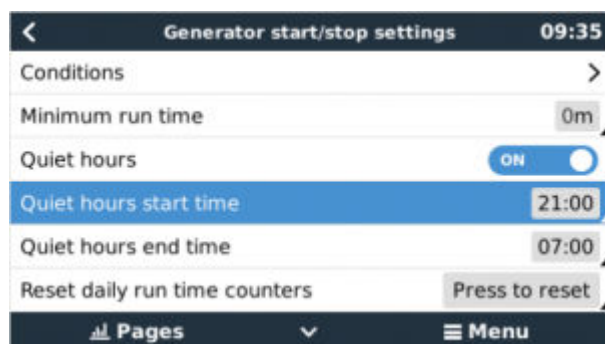 Generator start/stop settings 09:35
Conditions
Minimum run time 0m
Quiet hours ON
Quiet hours start time 21:00
Quiet hours end time 07:00
Reset daily run time counters Press to reset
Pages Menu